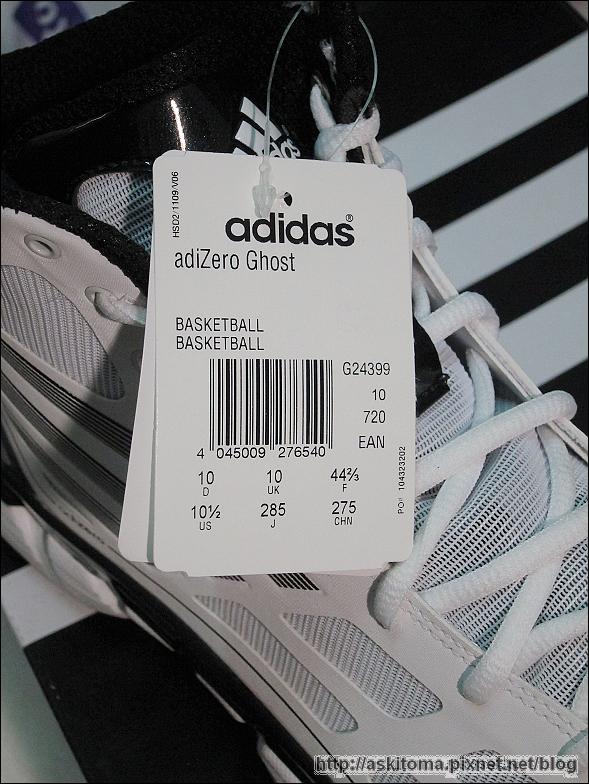 HSD2/1109/V06
adidas®
adiZero Ghost
BASKETBALL
BASKETBALL
G24399
10
720
EAN
4 045009 276540
10 10 44⅔
D UK F
10½ 285 275
US J CHN
PO# 104323202
http://askitoma.pixnet.net/blog